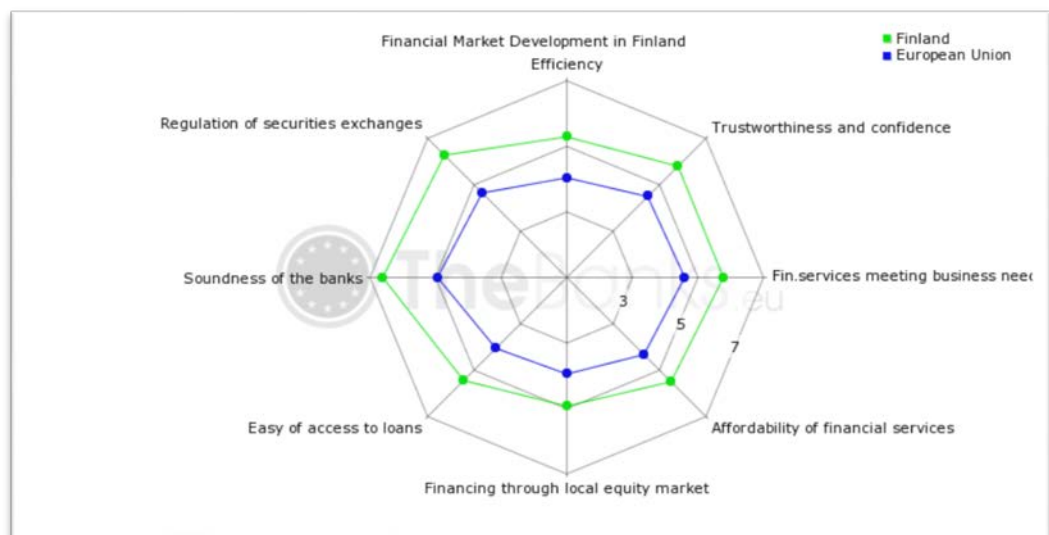 Financial Market Development in Finland
Efficiency
Finland
European Union
Regulation of securities exchanges
Trustworthiness and confidence
Soundness of the banks
TheBanks.eu
Fin.services meeting business need
3
5
7
Easy of access to loans
Affordability of financial services
Financing through local equity market